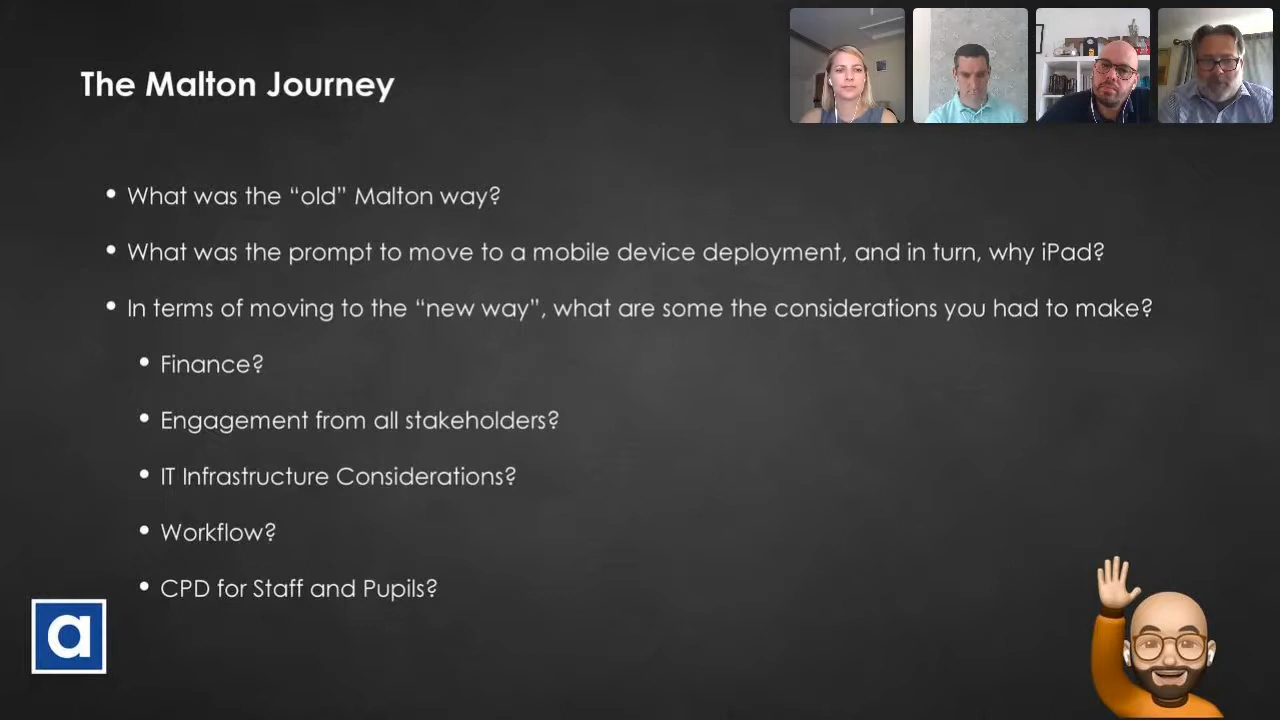 The Malton Journey
• What was the “old” Malton way?
• What was the prompt to move to a mobile device deployment, and in turn, why iPad?
• In terms of moving to the “new way”, what are some the considerations you had to make?
• Finance?
• Engagement from all stakeholders?
• IT Infrastructure Considerations?
• Workflow?
• CPD for Staff and Pupils?
a